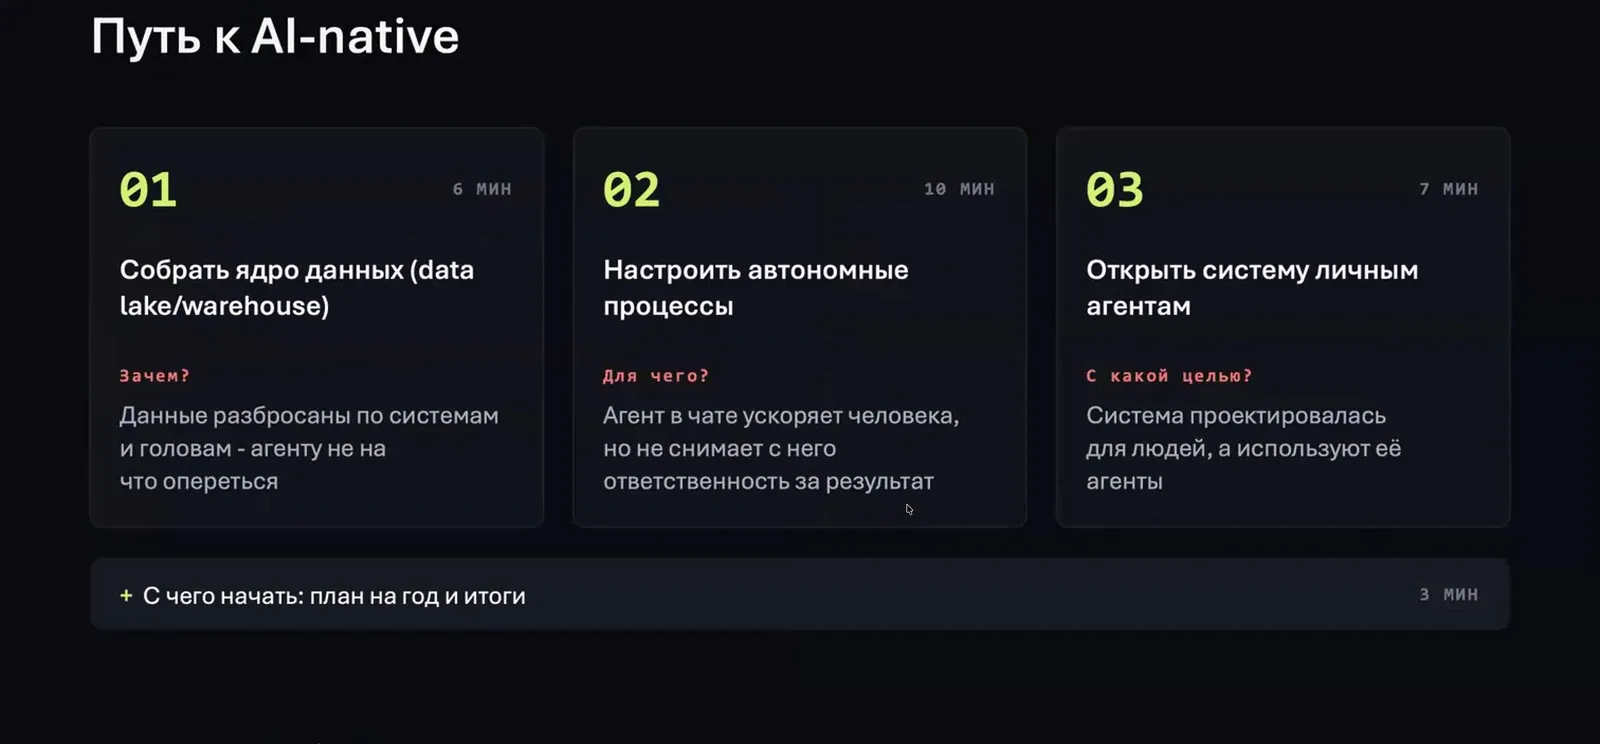 Путь к AI-native
01
6 МИН
Собрать ядро данных (data
lake/warehouse)
Зачем?
Данные разбросаны по системам
и головам - агенту не на
что опереться
02
10 МИН
Настроить автономные
процессы
Для чего?
Агент в чате ускоряет человека,
но не снимает с него
ответственность за результат
03
7 МИН
Открыть систему личным
агентам
С какой целью?
Система проектировалась
для людей, а используют её
агенты
+ С чего начать: план на год и итоги
3 МИН